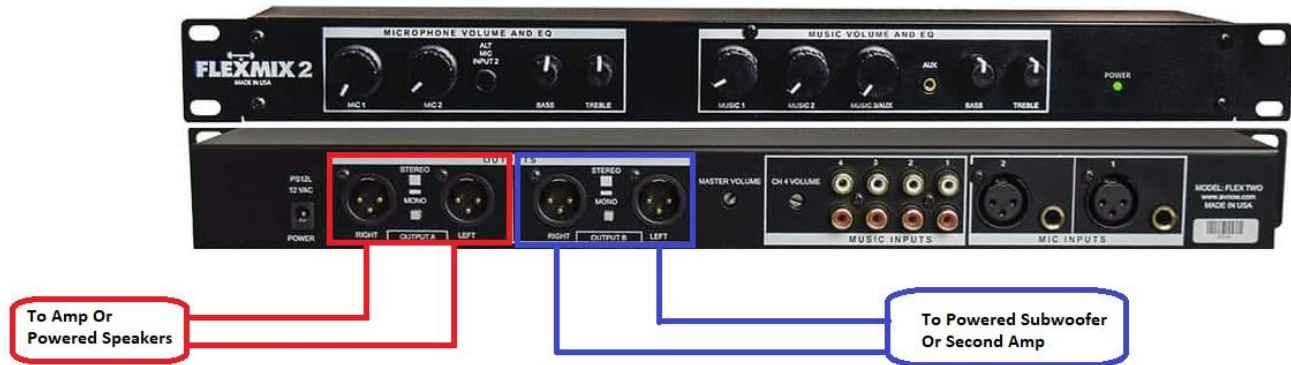 MICROPHONE VOLUME AND EQ
MUSIC VOLUME AND EQ
FLEXMIX 2
MADE IN USA
ALT
MIC
INPUT 2
AUX
POWER
MIC 1
MIC 2
BASS
TREBLE
MUSIC 1
MUSIC 2
MUSIC 3/AUX
BASS
TREBLE
PS12L
12 VAC
POWER
STEREO
MONO
RIGHT
OUTPUT A
LEFT
STEREO
MONO
RIGHT
OUTPUT B
LEFT
MASTER VOLUME
CH 4 VOLUME
4 3 2 1
MUSIC INPUTS
2 1
MIC INPUTS
MODEL: FLEX TWO
www.avnow.com
MADE IN USA
To Amp Or
Powered Speakers
To Powered Subwoofer
Or Second Amp